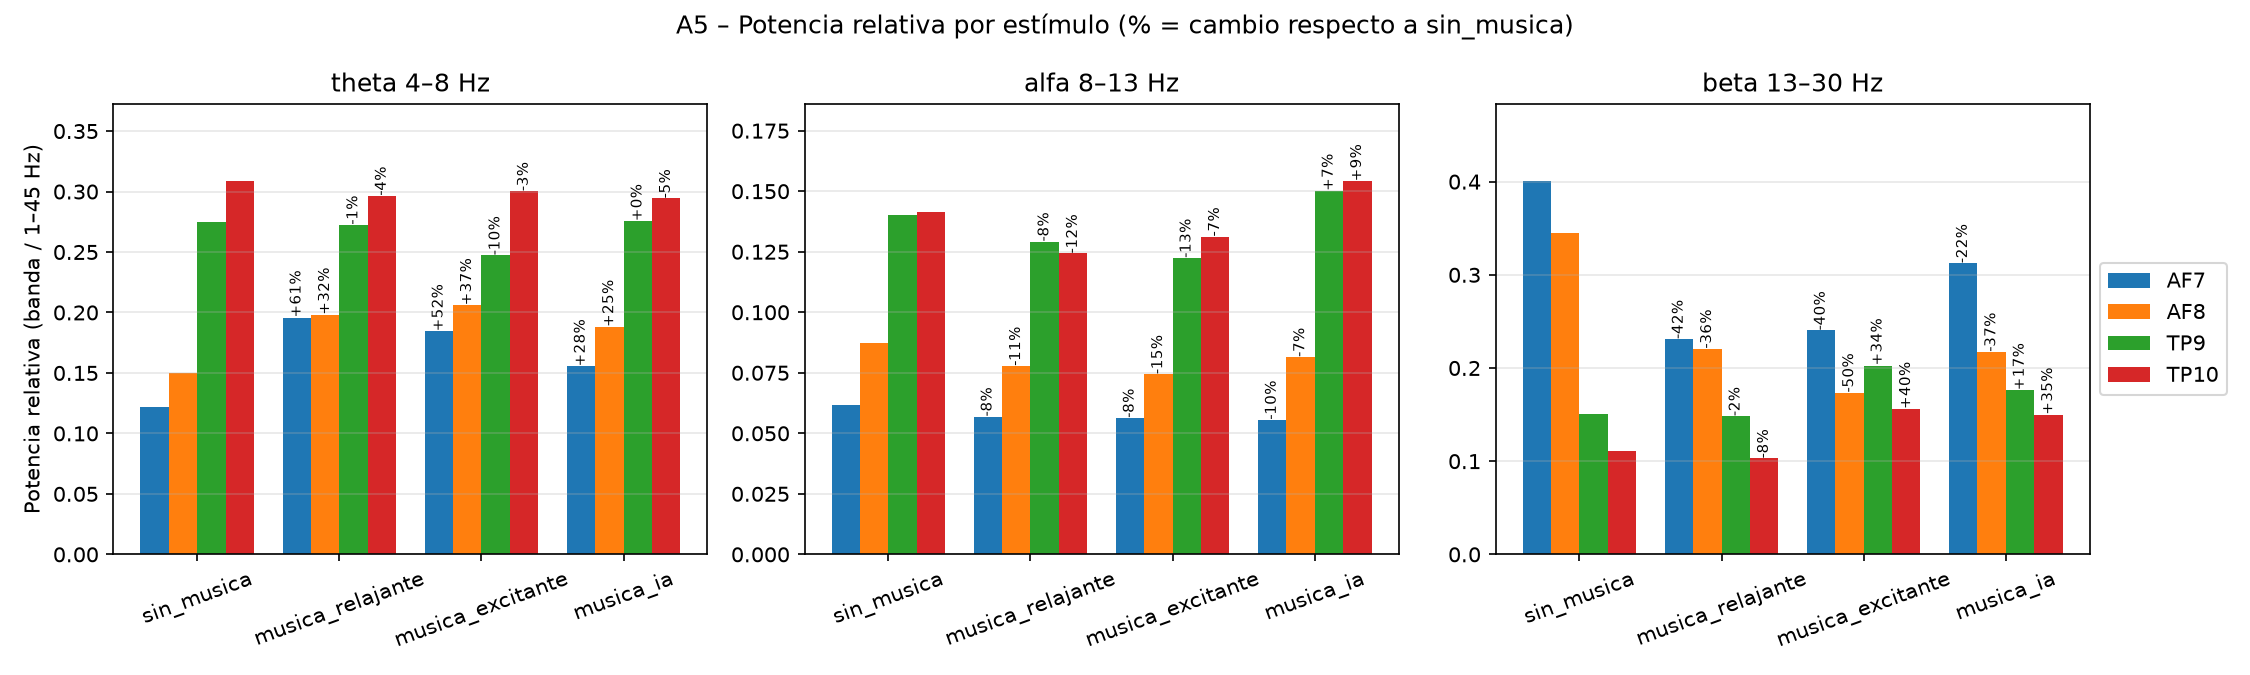 A5 – Potencia relativa por estímulo (% = cambio respecto a sin_musica)
theta 4–8 Hz
Potencia relativa (banda / 1–45 Hz)
0.35
0.30
0.25
0.20
0.15
0.10
0.05
0.00
+61%
+32%
-1%
-4%
+52%
+37%
-10%
-3%
+28%
+25%
+0%
-5%
sin_musica
musica_relajante
musica_excitante
musica_ia
alfa 8–13 Hz
0.175
0.150
0.125
0.100
0.075
0.050
0.025
0.000
-8%
-11%
-8%
-12%
-8%
-15%
-13%
-7%
-10%
-7%
+7%
+9%
sin_musica
musica_relajante
musica_excitante
musica_ia
beta 13–30 Hz
0.4
0.3
0.2
0.1
0.0
-42%
-36%
-2%
-8%
-40%
-50%
+34%
+40%
-22%
-37%
+17%
+35%
sin_musica
musica_relajante
musica_excitante
musica_ia
AF7
AF8
TP9
TP10